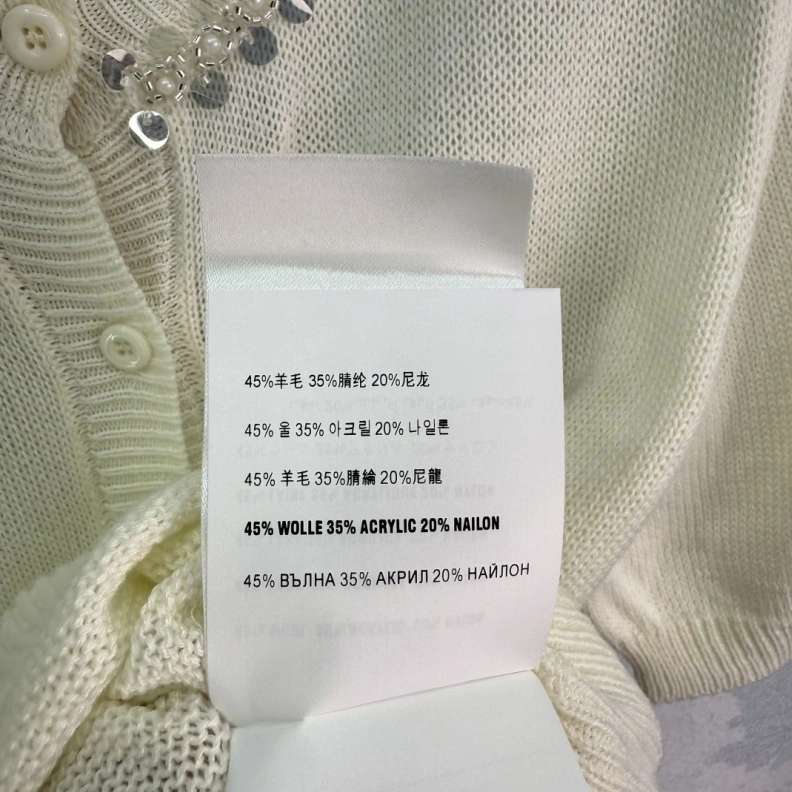 45%羊毛 35%腈纶 20%尼龙
45% 울 35% 아크릴 20% 나일론
45% 羊毛 35%腈綸 20%尼龍
45% WOLLE 35% ACRYLIC 20% NAILON
45% ВЪЛНА 35% АКРИЛ 20% НАЙЛОН